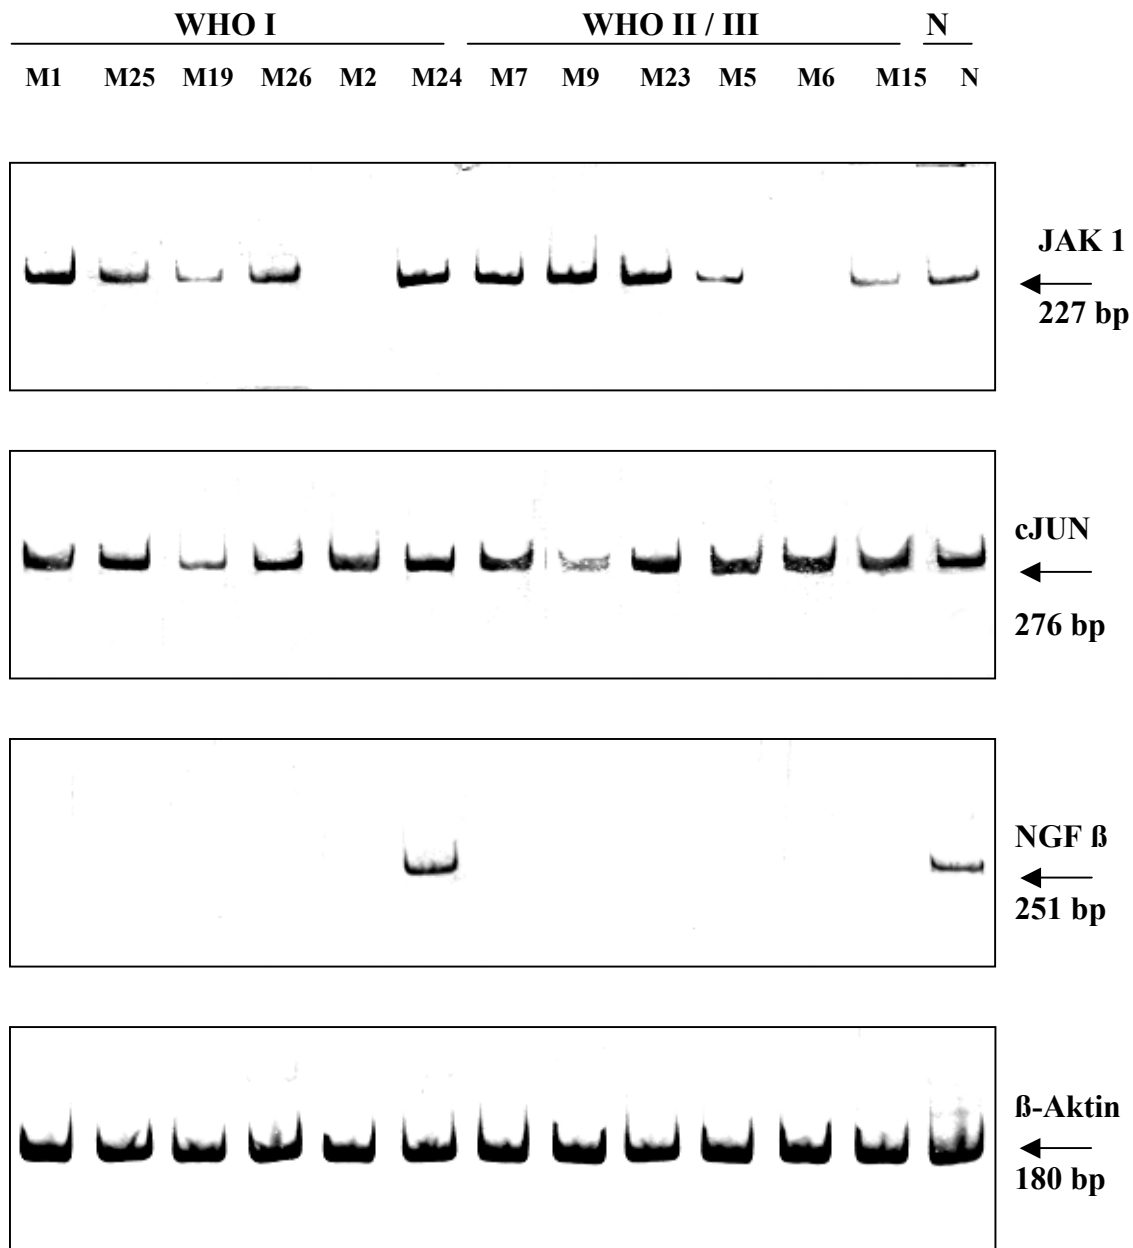 WHO I WHO II / III N
M1 M25 M19 M26 M2 M24 M7 M9 M23 M5 M6 M15 N
JAK 1
227 bp
cJUN
276 bp
NGF ß
251 bp
ß-Aktin
180 bp